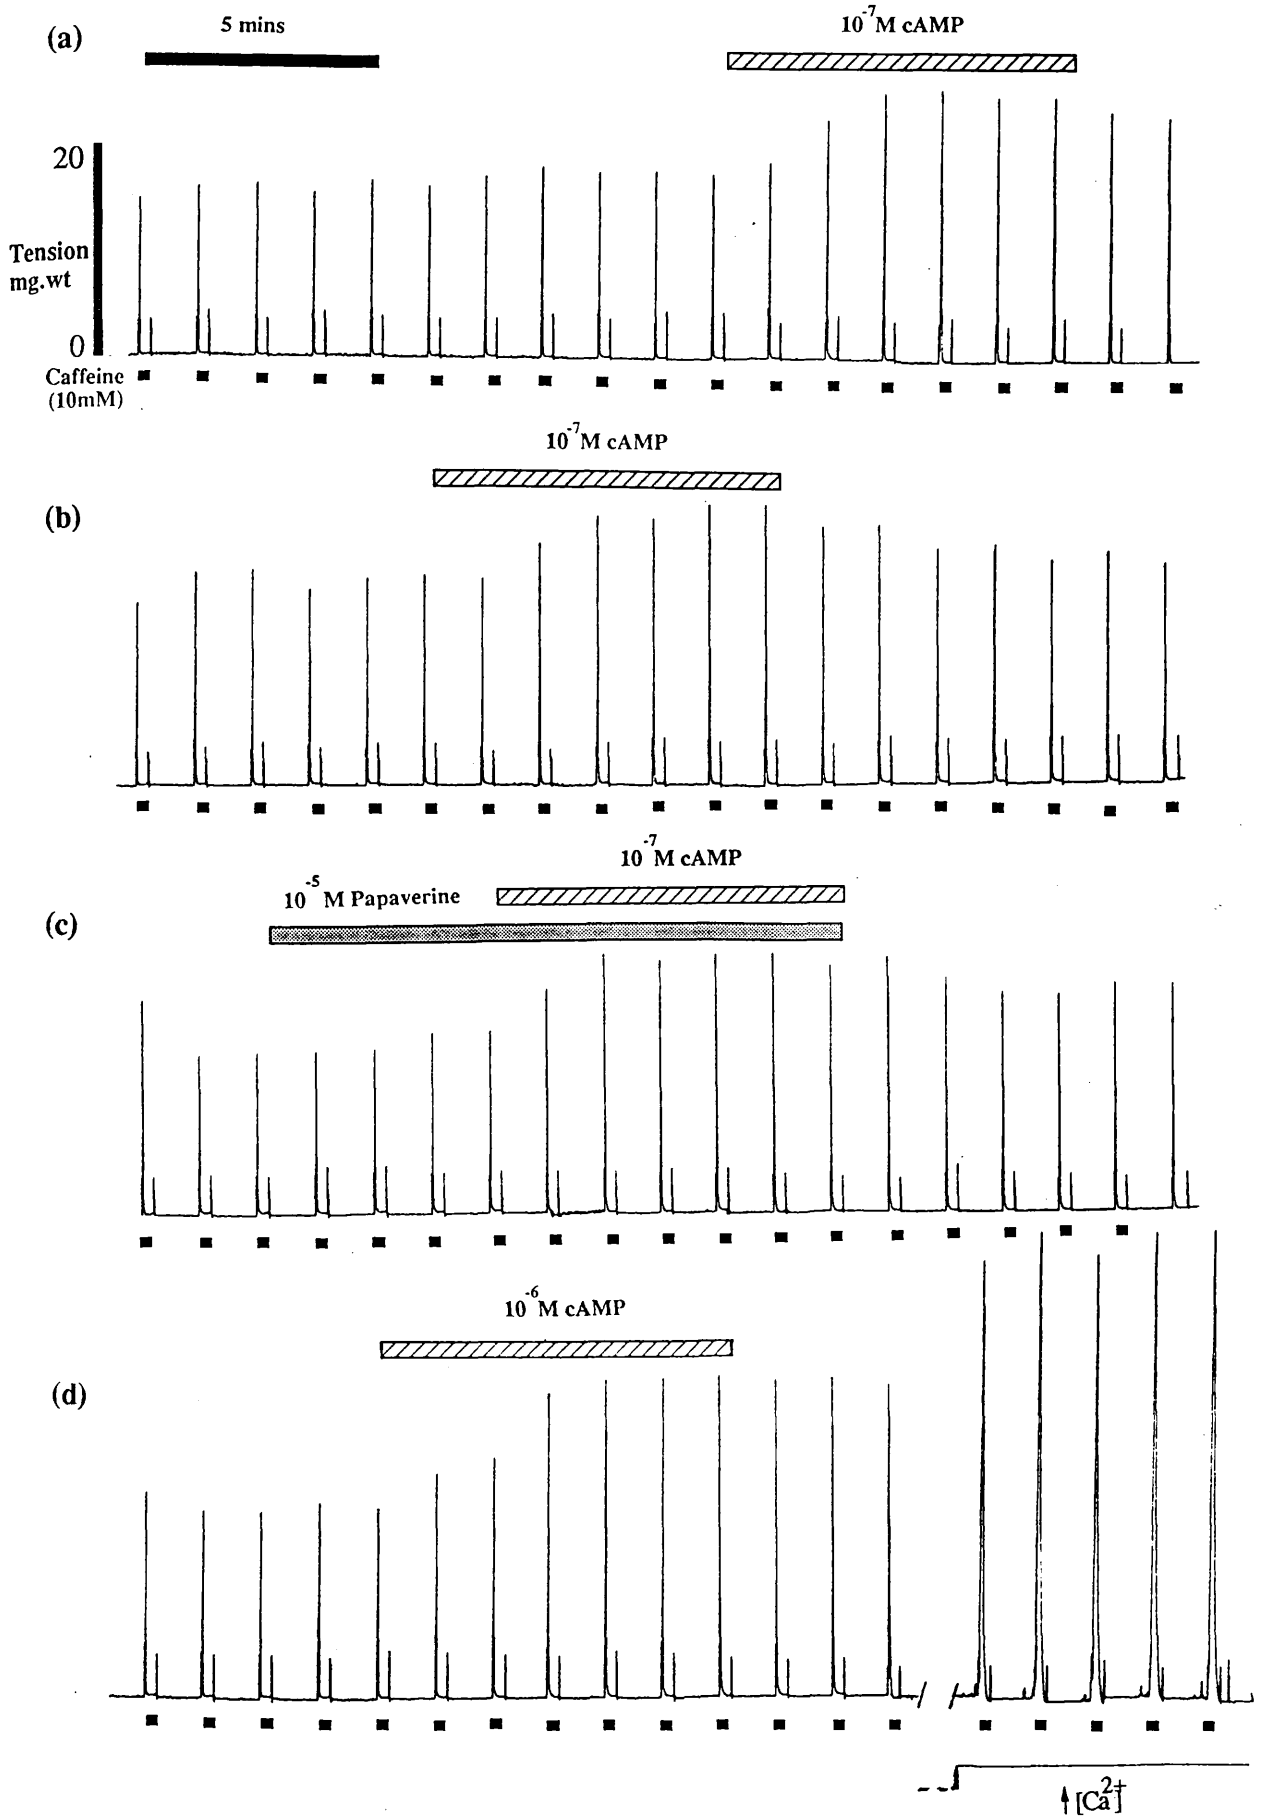 (a)
5 mins
10⁻⁷M cAMP
20
Tension
mg.wt
0
Caffeine
(10mM)
10⁻⁷M cAMP
(b)
10⁻⁷M cAMP
10⁻⁵ M Papaverine
(c)
10⁻⁶M cAMP
(d)
↑[Ca²⁺]